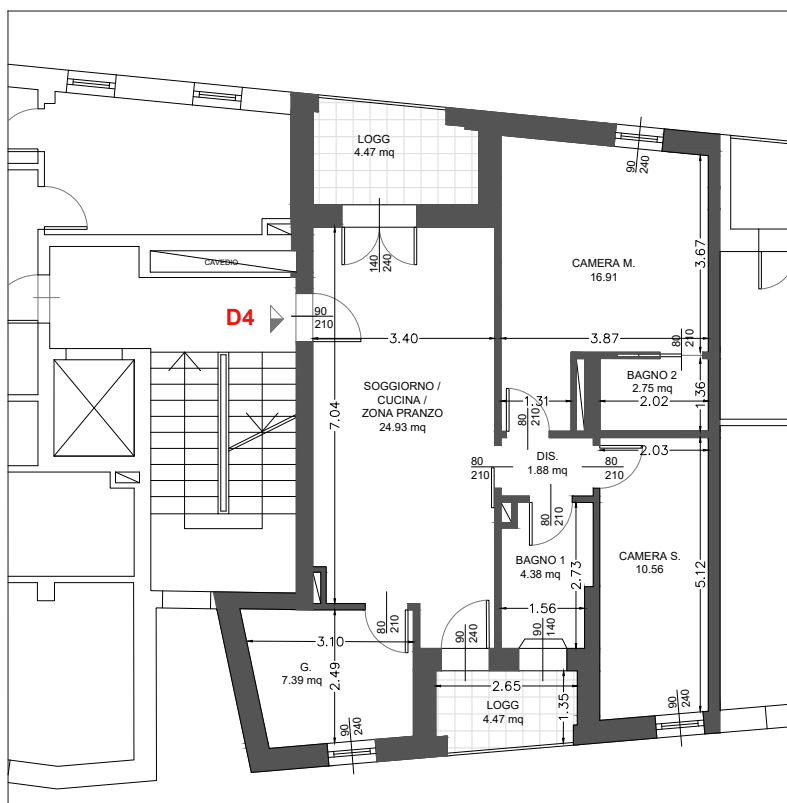 LOGG
4.47 mq
90
240
140
240
CAVEDIO
D4
90
210
3.40
CAMERA M.
16.91
3.67
3.87
80
210
BAGNO 2
2.75 mq
2.02
1.36
SOGGIORNO /
CUCINA /
ZONA PRANZO
24.93 mq
7.04
1.31
80
210
DIS.
1.88 mq
80
210
80
210
2.03
80
210
BAGNO 1
4.38 mq
2.73
1.56
CAMERA S.
10.56
5.12
80
210
3.10
G.
7.39 mq
2.49
90
240
90
240
90
140
2.65
LOGG
4.47 mq
1.35
90
240